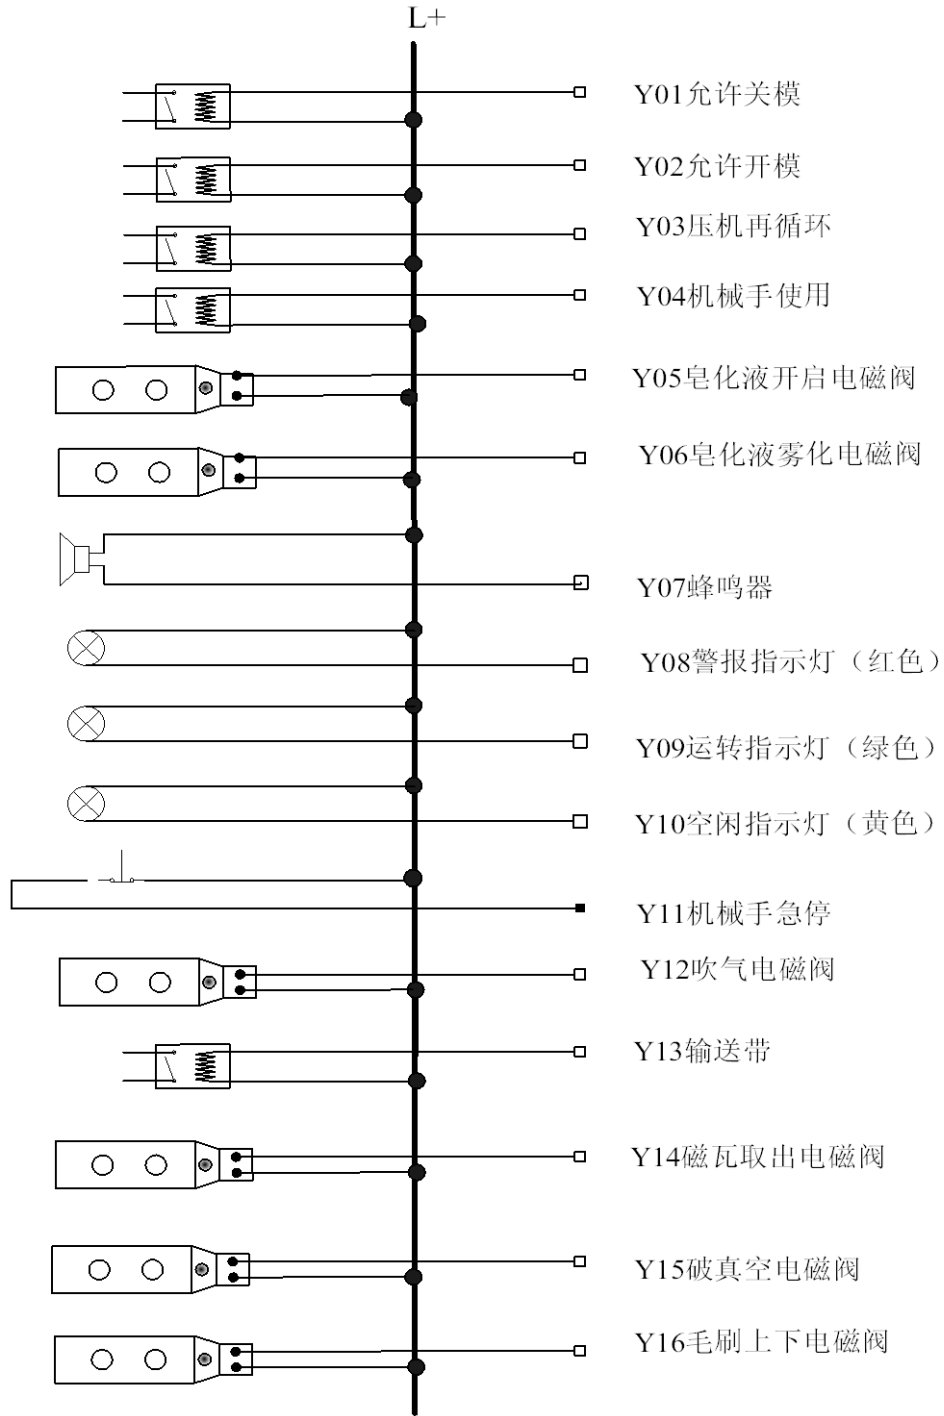 L+
Y01允许关模
Y02允许开模
Y03压机再循环
Y04机械手使用
Y05皂化液开启电磁阀
Y06皂化液雾化电磁阀
Y07蜂鸣器
Y08警报指示灯（红色）
Y09运转指示灯（绿色）
Y10空闲指示灯（黄色）
Y11机械手急停
Y12吹气电磁阀
Y13输送带
Y14磁瓦取出电磁阀
Y15破真空电磁阀
Y16毛刷上下电磁阀